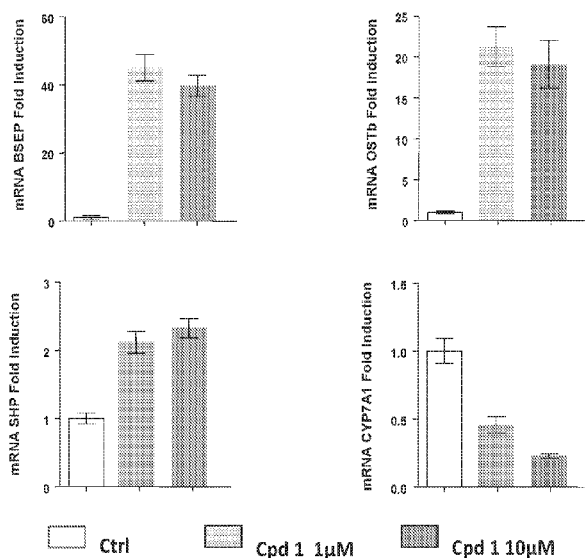 mRNA BSEP Fold Induction
60
40
20
0
mRNA OSTb Fold Induction
25
20
15
10
5
0
mRNA SHP Fold Induction
3
2
1
0
mRNA CYP7A1 Fold Induction
1.5
1.0
0.5
0.0
Ctrl
Cpd 1 1µM
Cpd 1 10µM